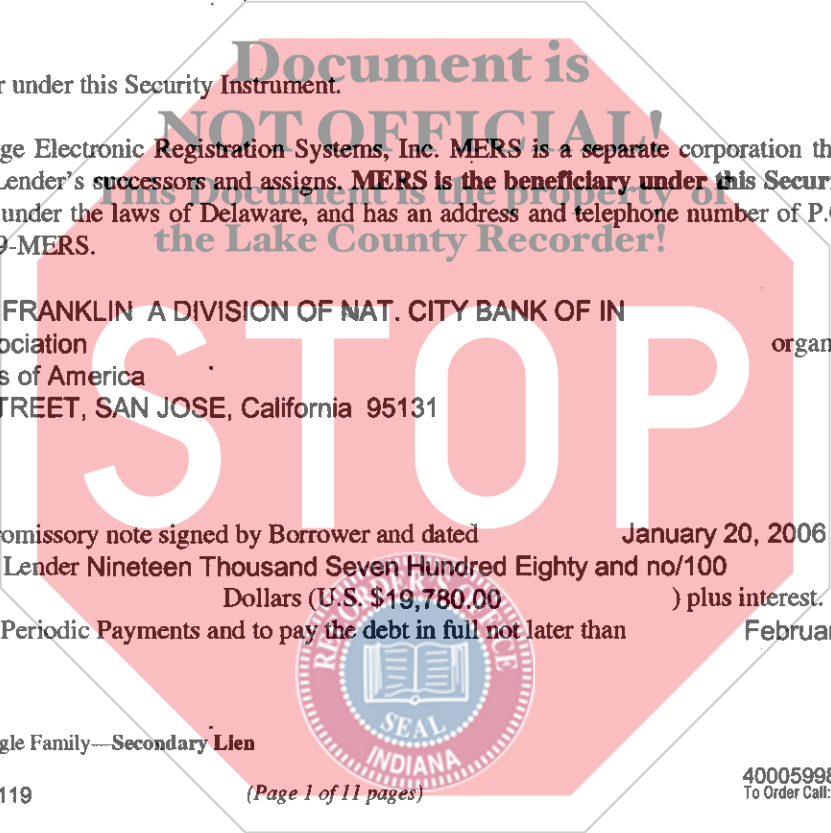 Document is
r under this Security Instrument.
NOT OFFICIAL!
ge Electronic Registration Systems, Inc. MERS is a separate corporation th
Lender's successors and assigns. MERS is the beneficiary under this Securi
This Document is the property of
under the laws of Delaware, and has an address and telephone number of P.
9-MERS.
the Lake County Recorder!
FRANKLIN A DIVISION OF NAT. CITY BANK OF IN
ociation organ
s of America
TREET, SAN JOSE, California 95131
STOP
omissory note signed by Borrower and dated January 20, 2006
Lender Nineteen Thousand Seven Hundred Eighty and no/100
Dollars (U.S. $19,780.00 ) plus interest.
Periodic Payments and to pay the debt in full not later than Februar
RECORDER'S OFFICE
SEAL
INDIANA
gle Family—Secondary Lien
119 (Page 1 of 11 pages) 40005998
To Order Call: